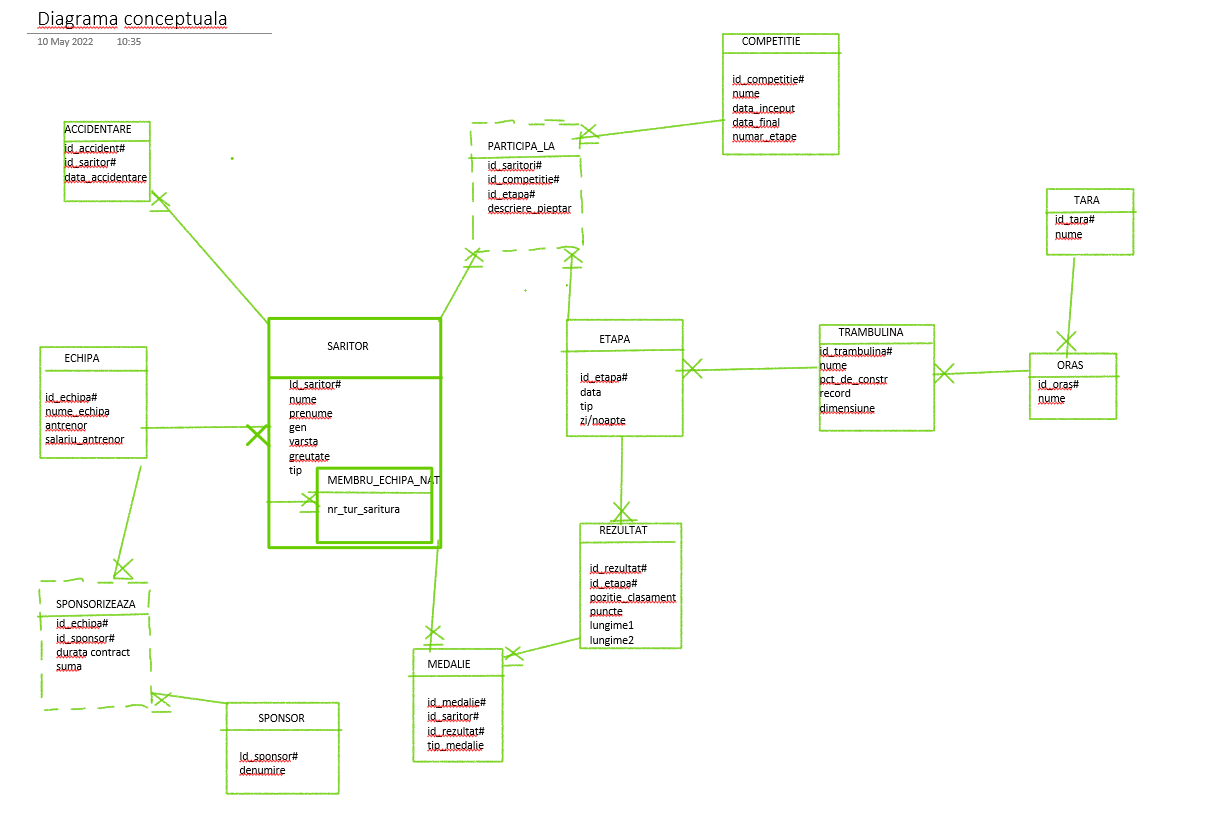 Diagrama conceptuala
10 May 2022 10:35
COMPETITIE
id_competitie#
nume
data_inceput
data_final
numar_etape
ACCIDENTARE
id_accident#
id_saritor#
data_accidentare
PARTICIPA_LA
id_saritori#
id_competitie#
id_etapa#
descriere_pieptar
TARA
id_tara#
nume
SARITOR
Id_saritor#
nume
prenume
gen
varsta
greutate
tip
MEMBRU_ECHIPA_NAT
nr_tur_saritura
ECHIPA
id_echipa#
nume_echipa
antrenor
salariu_antrenor
ETAPA
id_etapa#
data
tip
zi/noapte
TRAMBULINA
id_trambulina#
nume
pct_de_constr
record
dimensiune
ORAS
id_oras#
nume
REZULTAT
id_rezultat#
id_etapa#
pozitie_clasament
puncte
lungime1
lungime2
SPONSORIZEAZA
id_echipa#
id_sponsor#
durata contract
suma
MEDALIE
id_medalie#
id_saritor#
id_rezultat#
tip_medalie
SPONSOR
Id_sponsor#
denumire